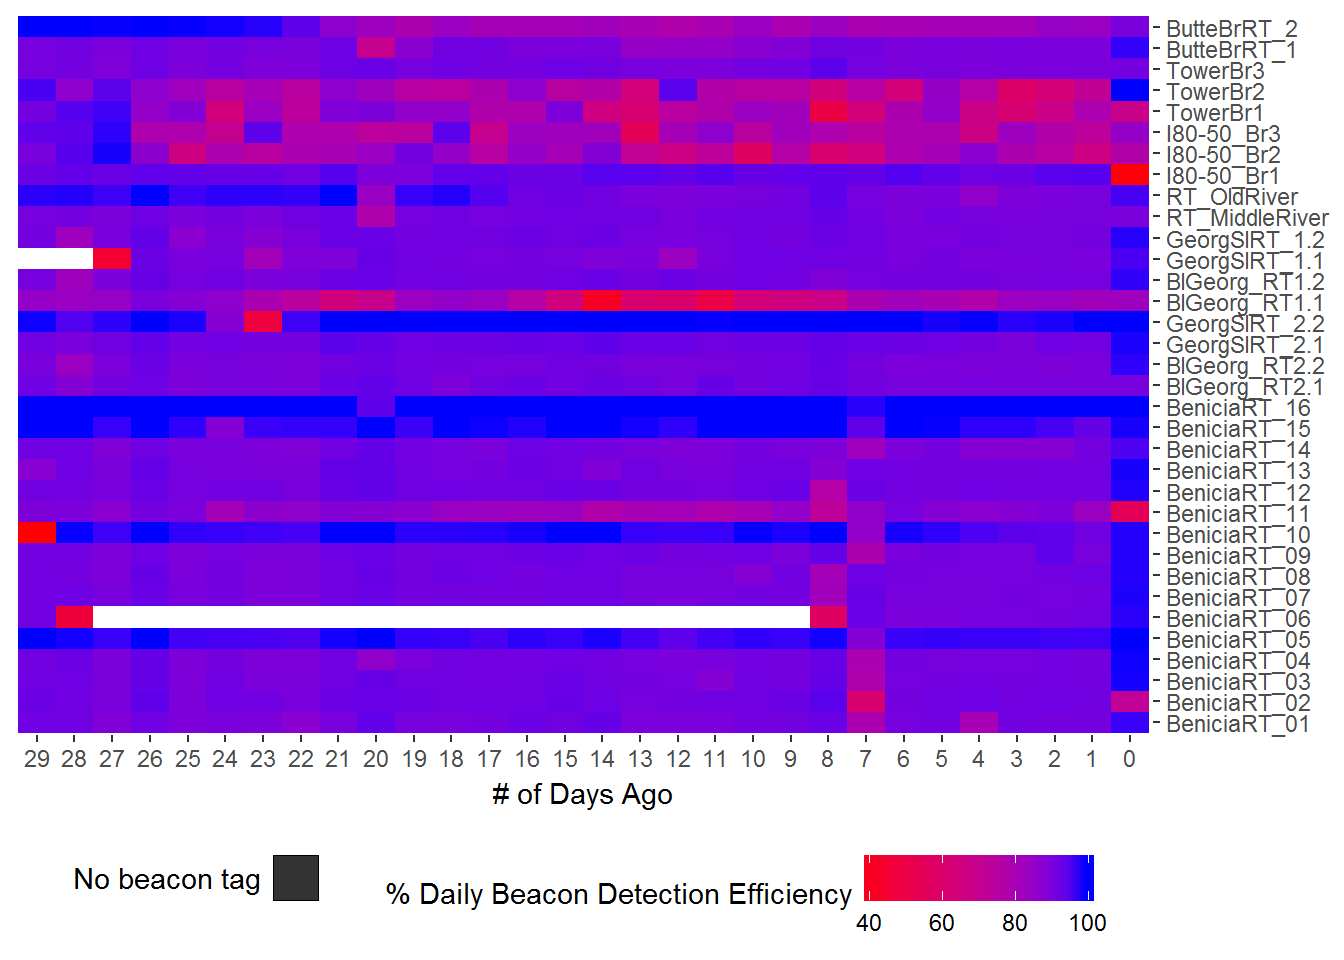 ButteBrRT_2
ButteBrRT_1
TowerBr3
TowerBr2
TowerBr1
I80-50_Br3
I80-50_Br2
I80-50_Br1
RT_OldRiver
RT_MiddleRiver
GeorgSlRT_1.2
GeorgSlRT_1.1
BlGeorg_RT1.2
BlGeorg_RT1.1
GeorgSlRT_2.2
GeorgSlRT_2.1
BlGeorg_RT2.2
BlGeorg_RT2.1
BeniciaRT_16
BeniciaRT_15
BeniciaRT_14
BeniciaRT_13
BeniciaRT_12
BeniciaRT_11
BeniciaRT_10
BeniciaRT_09
BeniciaRT_08
BeniciaRT_07
BeniciaRT_06
BeniciaRT_05
BeniciaRT_04
BeniciaRT_03
BeniciaRT_02
BeniciaRT_01
29 28 27 26 25 24 23 22 21 20 19 18 17 16 15 14 13 12 11 10 9 8 7 6 5 4 3 2 1 0
# of Days Ago
No beacon tag
% Daily Beacon Detection Efficiency
40 60 80 100